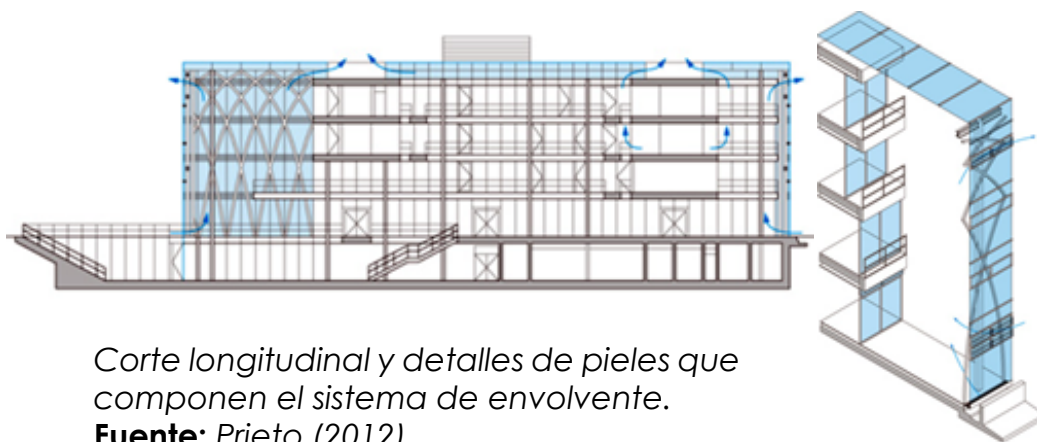 Corte longitudinal y detalles de pieles que
componen el sistema de envolvente.
Fuente: Prieto (2012)